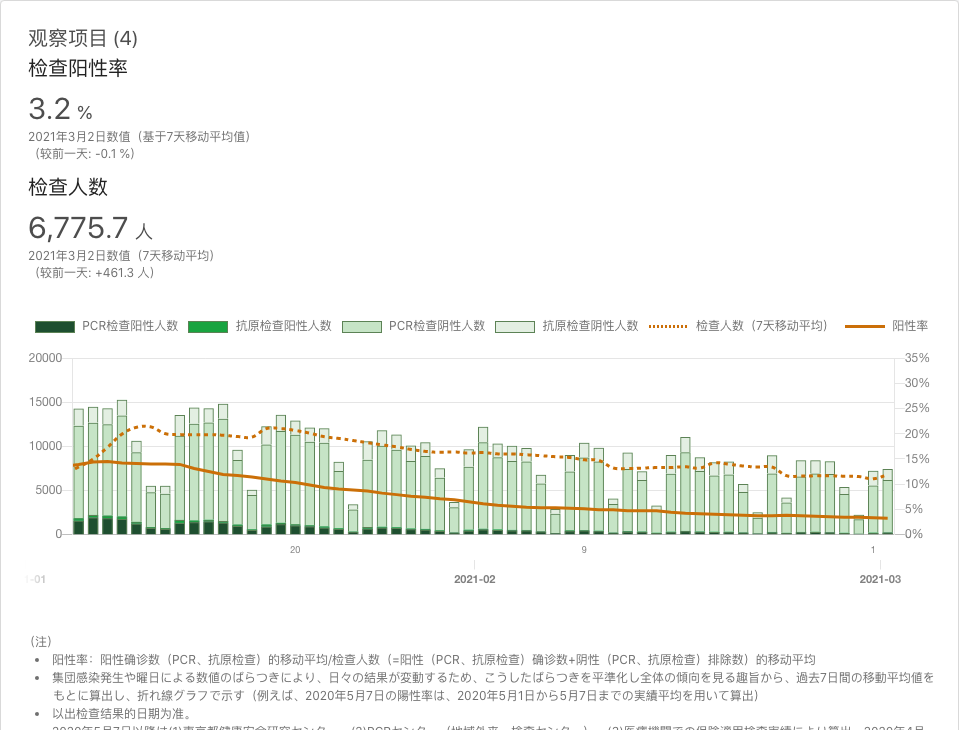 观察项目 (4)
检查阳性率
3.2 %
2021年3月2日数值（基于7天移动平均值）
（较前一天: -0.1 %）
检查人数
6,775.7 人
2021年3月2日数值（7天移动平均）
（较前一天: +461.3 人）
PCR检查阳性人数 抗原检查阳性人数 PCR检查阴性人数 抗原检查阴性人数 检查人数（7天移动平均） 阳性率
20000 35%
30%
15000 25%
20%
10000 15%
5000 10%
5%
0 0%
20 9 1
-01 2021-02 2021-03
（注）
• 阳性率：阳性确诊数（PCR、抗原检查）的移动平均/检查人数（=阳性（PCR、抗原检查）确诊数+阴性（PCR、抗原检查）排除数）的移动平均
• 集団感染発生や曜日による数値のばらつきにより、日々の結果が変動するため、こうしたばらつきを平準化し全体の傾向を見る趣旨から、過去7日間の移動平均値を
もとに算出し、折れ線グラフで示す（例えば、2020年5月7日の陽性率は、2020年5月1日から5月7日までの実績平均を用いて算出）
• 以出检查结果的日期为准。